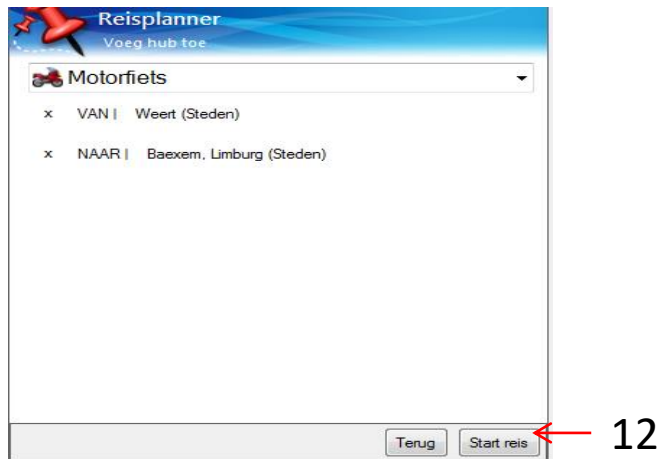 Reisplanner
Voeg hub toe
Motorfiets
x VAN | Weert (Steden)
x NAAR | Baexem, Limburg (Steden)
Terug Start reis 12